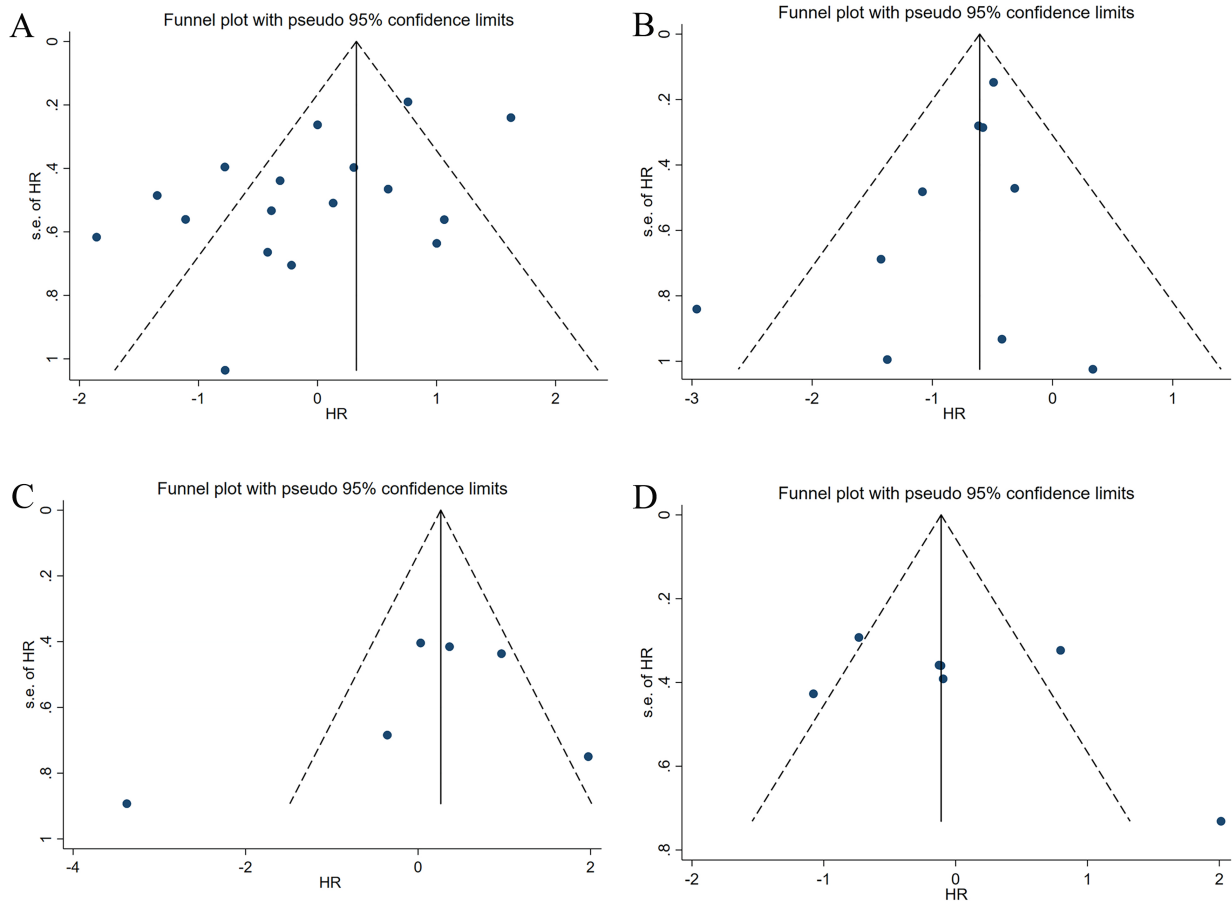 A
Funnel plot with pseudo 95% confidence limits
s.e. of HR
0
.2
.4
.6
.8
1
-2
-1
0
1
2
HR
B
Funnel plot with pseudo 95% confidence limits
s.e. of HR
0
.2
.4
.6
.8
1
-3
-2
-1
0
1
HR
C
Funnel plot with pseudo 95% confidence limits
s.e. of HR
0
.2
.4
.6
.8
1
-4
-2
0
2
HR
D
Funnel plot with pseudo 95% confidence limits
s.e. of HR
0
.2
.4
.6
.8
-2
-1
0
1
2
HR